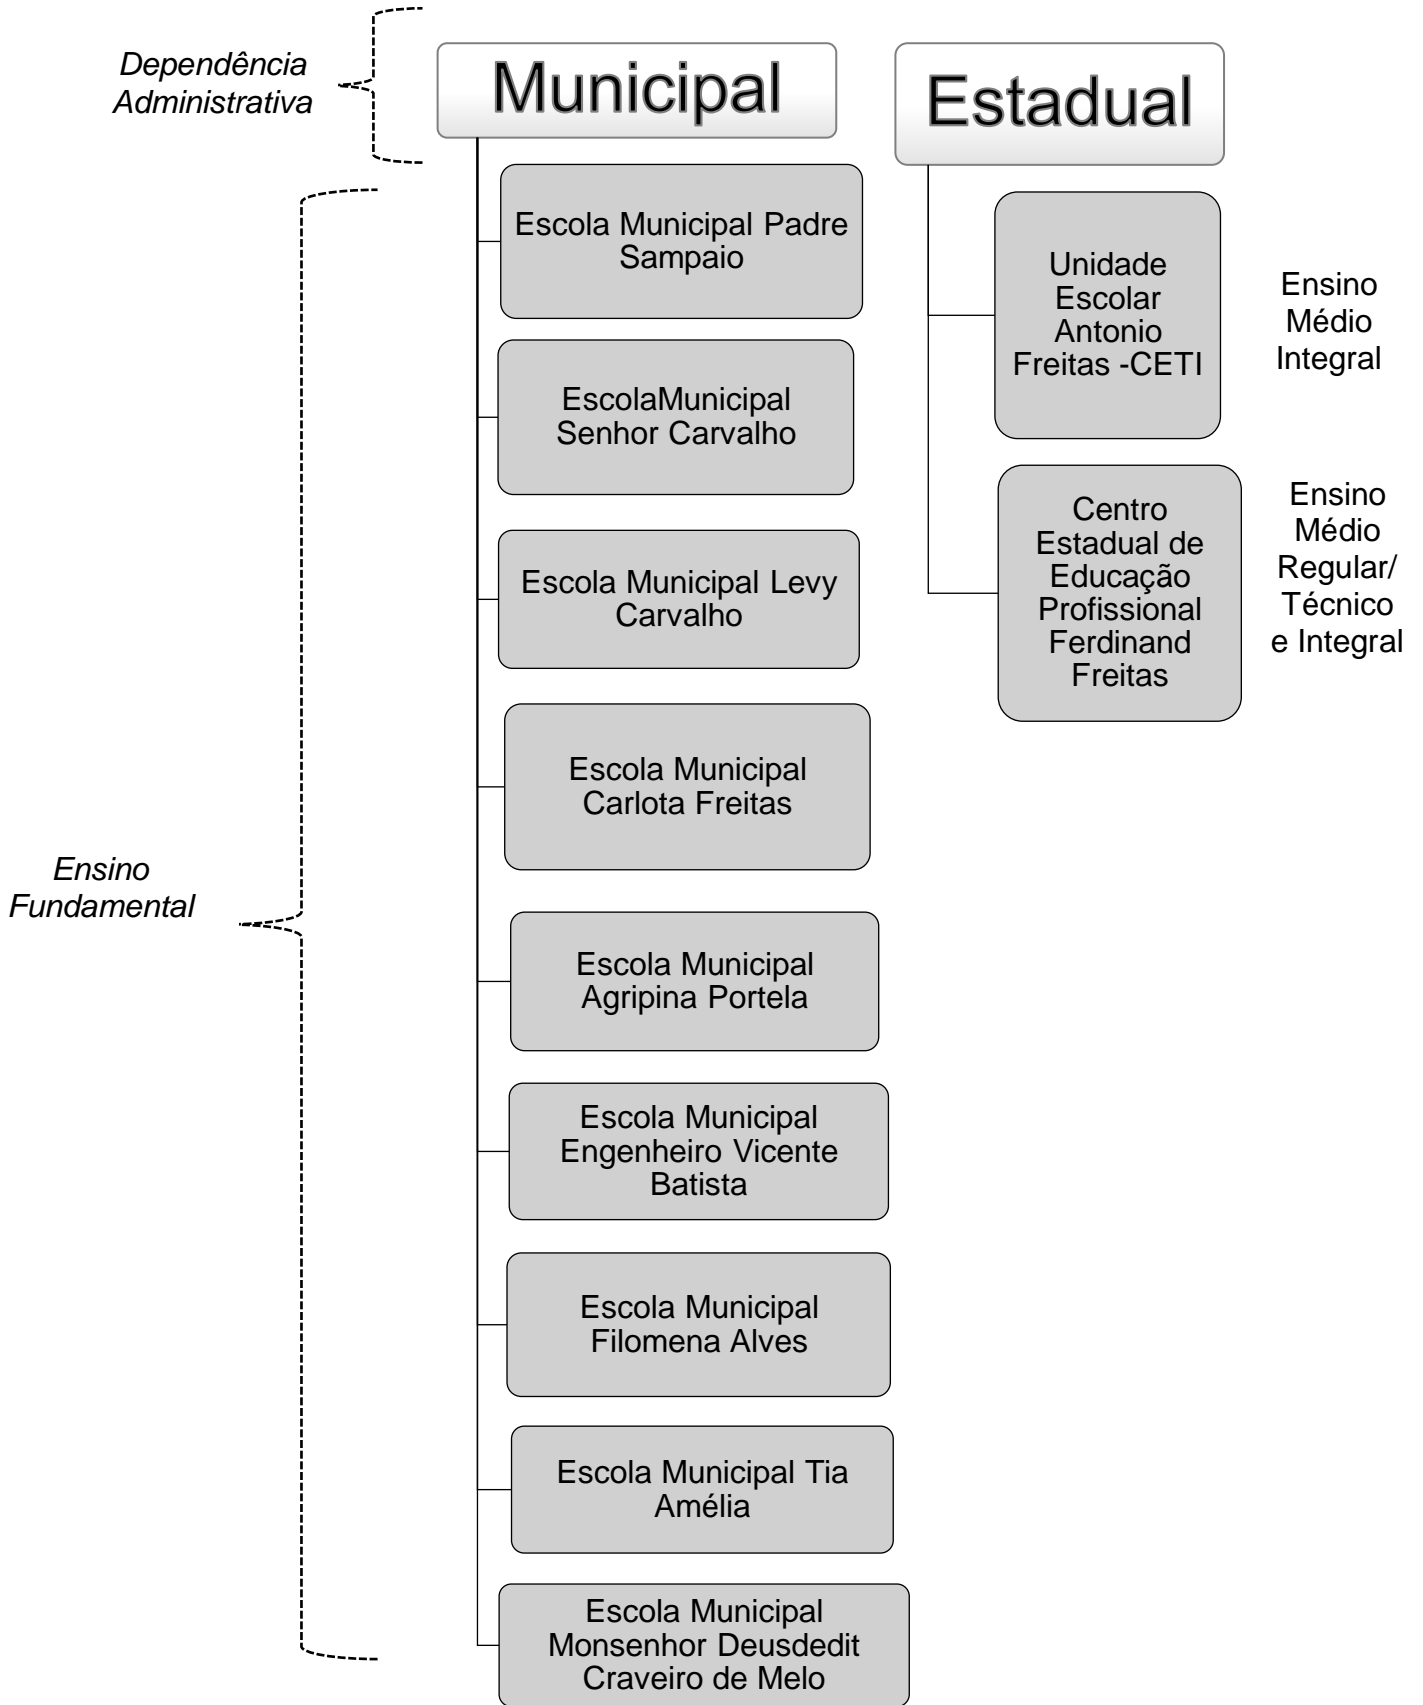 Dependência
Administrativa
Municipal
Estadual
Escola Municipal Padre
Sampaio
EscolaMunicipal
Senhor Carvalho
Escola Municipal Levy
Carvalho
Escola Municipal
Carlota Freitas
Ensino
Fundamental
Escola Municipal
Agripina Portela
Escola Municipal
Engenheiro Vicente
Batista
Escola Municipal
Filomena Alves
Escola Municipal Tia
Amélia
Escola Municipal
Monsenhor Deusdedit
Craveiro de Melo
Unidade
Escolar
Antonio
Freitas -CETI
Ensino
Médio
Integral
Centro
Estadual de
Educação
Profissional
Ferdinand
Freitas
Ensino
Médio
Regular/
Técnico
e Integral